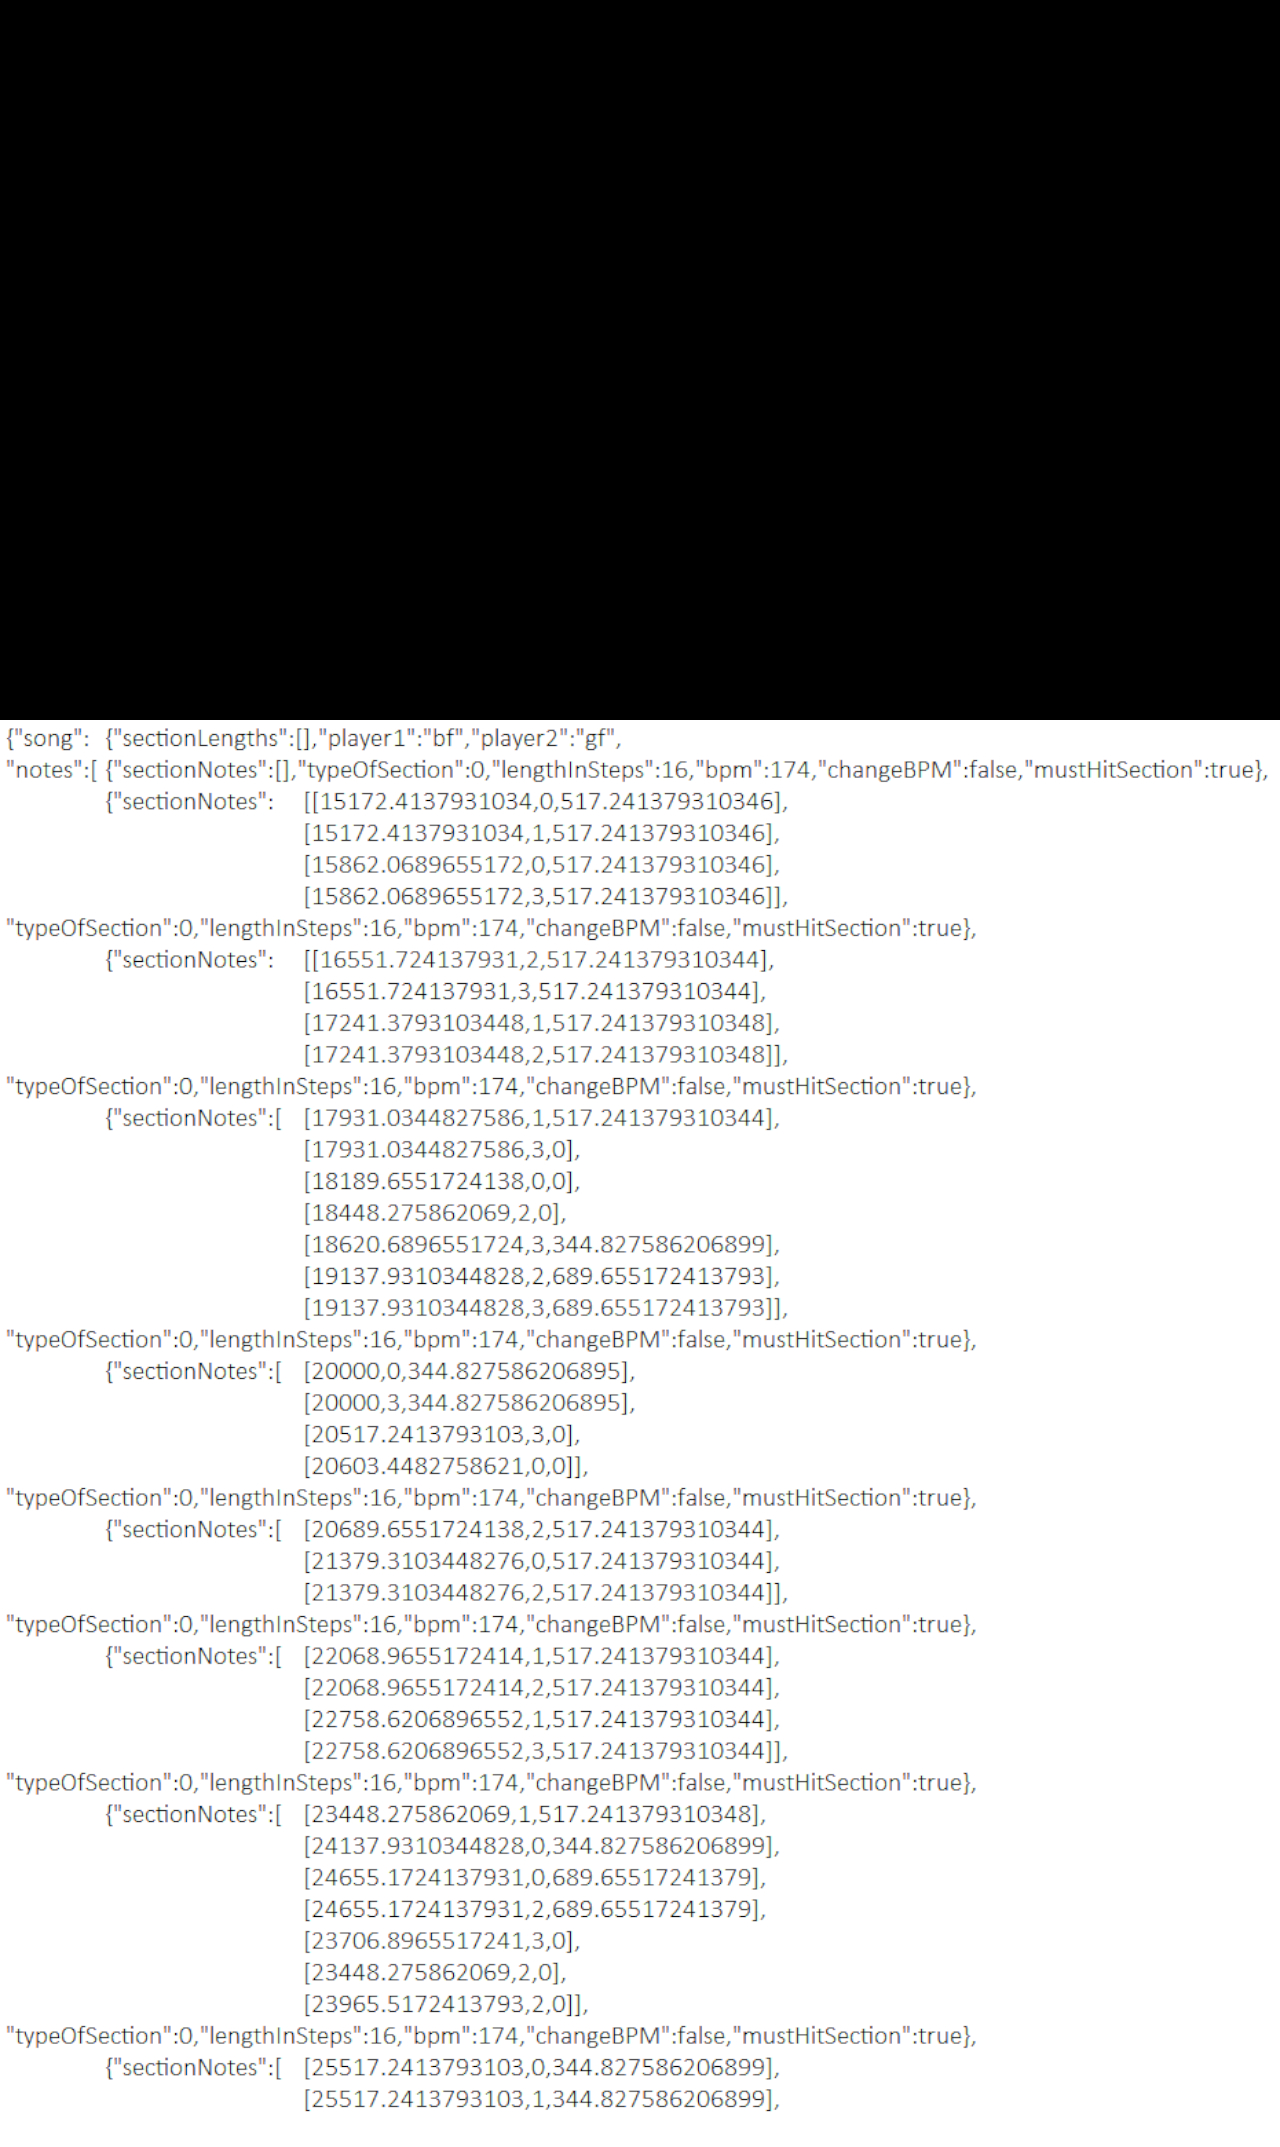 {"song": {"sectionLengths":[],"player1":"bf","player2":"gf",
"notes":[ {"sectionNotes":[],"typeOfSection":0,"lengthInSteps":16,"bpm":174,"changeBPM":false,"mustHitSection":true},
{"sectionNotes": [[15172.4137931034,0,517.241379310346],
[15172.4137931034,1,517.241379310346],
[15862.0689655172,0,517.241379310346],
[15862.0689655172,3,517.241379310346]],
"typeOfSection":0,"lengthInSteps":16,"bpm":174,"changeBPM":false,"mustHitSection":true},
{"sectionNotes": [[16551.724137931,2,517.241379310344],
[16551.724137931,3,517.241379310344],
[17241.3793103448,1,517.241379310348],
[17241.3793103448,2,517.241379310348]],
"typeOfSection":0,"lengthInSteps":16,"bpm":174,"changeBPM":false,"mustHitSection":true},
{"sectionNotes":[ [17931.0344827586,1,517.241379310344],
[17931.0344827586,3,0],
[18189.6551724138,0,0],
[18448.275862069,2,0],
[18620.6896551724,3,344.827586206899],
[19137.9310344828,2,689.655172413793],
[19137.9310344828,3,689.655172413793]],
"typeOfSection":0,"lengthInSteps":16,"bpm":174,"changeBPM":false,"mustHitSection":true},
{"sectionNotes":[ [20000,0,344.827586206895],
[20000,3,344.827586206895],
[20517.2413793103,3,0],
[20603.4482758621,0,0]],
"typeOfSection":0,"lengthInSteps":16,"bpm":174,"changeBPM":false,"mustHitSection":true},
{"sectionNotes":[ [20689.6551724138,2,517.241379310344],
[21379.3103448276,0,517.241379310344],
[21379.3103448276,2,517.241379310344]],
"typeOfSection":0,"lengthInSteps":16,"bpm":174,"changeBPM":false,"mustHitSection":true},
{"sectionNotes":[ [22068.9655172414,1,517.241379310344],
[22068.9655172414,2,517.241379310344],
[22758.6206896552,1,517.241379310344],
[22758.6206896552,3,517.241379310344]],
"typeOfSection":0,"lengthInSteps":16,"bpm":174,"changeBPM":false,"mustHitSection":true},
{"sectionNotes":[ [23448.275862069,1,517.241379310348],
[24137.9310344828,0,344.827586206899],
[24655.1724137931,0,689.65517241379],
[24655.1724137931,2,689.65517241379],
[23706.8965517241,3,0],
[23448.275862069,2,0],
[23965.5172413793,2,0]],
"typeOfSection":0,"lengthInSteps":16,"bpm":174,"changeBPM":false,"mustHitSection":true},
{"sectionNotes":[ [25517.2413793103,0,344.827586206899],
[25517.2413793103,1,344.827586206899],